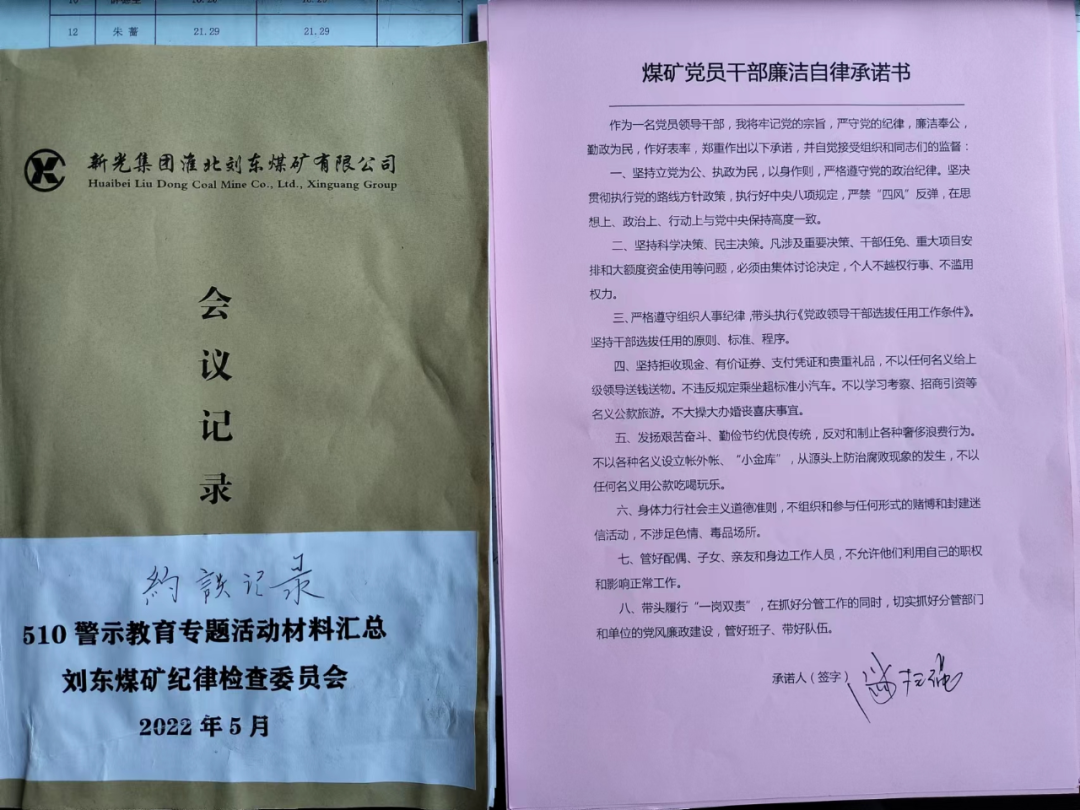 12 朱蔷 21.29 21.29
新光集团淮北刘东煤矿有限公司
Huaibei Liu Dong Coal Mine Co., Ltd., Xinguang Group
会
议
记
录
約談记录
510 警示教育专题活动材料汇总
刘东煤矿纪律检查委员会
2022 年 5 月
煤矿党员干部廉洁自律承诺书
作为一名党员领导干部，我将牢记党的宗旨，严守党的纪律，廉洁奉公，
勤政为民，作好表率，郑重作出以下承诺，并自觉接受组织和同志们的监督：
一、坚持立党为公、执政为民，以身作则，严格遵守党的政治纪律。坚决
贯彻执行党的路线方针政策，执行好中央八项规定，严禁“四风”反弹，在思
想上、政治上、行动上与党中央保持高度一致。
二、坚持科学决策、民主决策。凡涉及重要决策、干部任免、重大项目安
排和大额度资金使用等问题，必须由集体讨论决定，个人不越权行事、不滥用
权力。
三、严格遵守组织人事纪律，带头执行《党政领导干部选拔任用工作条件》。
坚持干部选拔任用的原则、标准、程序。
四、坚持拒收现金、有价证券、支付凭证和贵重礼品，不以任何名义给上
级领导送钱送物。不违反规定乘坐超标准小汽车。不以学习考察、招商引资等
名义公款旅游。不大操大办婚丧喜庆事宜。
五、发扬艰苦奋斗、勤俭节约优良传统，反对和制止各种奢侈浪费行为。
不以各种名义设立帐外帐、“小金库”，从源头上防治腐败现象的发生，不以
任何名义用公款吃喝玩乐。
六、身体力行社会主义道德准则，不组织和参与任何形式的赌博和封建迷
信活动，不涉足色情、毒品场所。
七、管好配偶、子女、亲友和身边工作人员，不允许他们利用自己的职权
和影响正常工作。
八、带头履行“一岗双责”，在抓好分管工作的同时，切实抓好分管部门
和单位的党风廉政建设，管好班子、带好队伍。
承诺人（签字）